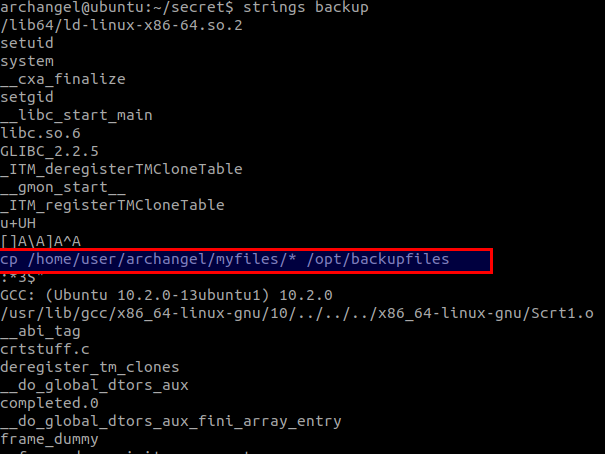 archangel@ubuntu:~/secret$ strings backup
/lib64/ld-linux-x86-64.so.2
setuid
system
__cxa_finalize
setgid
__libc_start_main
libc.so.6
GLIBC_2.2.5
_ITM_deregisterTMCloneTable
__gmon_start__
_ITM_registerTMCloneTable
u+UH
[]A\A]A^A
cp /home/user/archangel/myfiles/* /opt/backupfiles
:*3$"
GCC: (Ubuntu 10.2.0-13ubuntu1) 10.2.0
/usr/lib/gcc/x86_64-linux-gnu/10/../../../x86_64-linux-gnu/Scrt1.o
__abi_tag
crtstuff.c
deregister_tm_clones
__do_global_dtors_aux
completed.0
__do_global_dtors_aux_fini_array_entry
frame_dummy